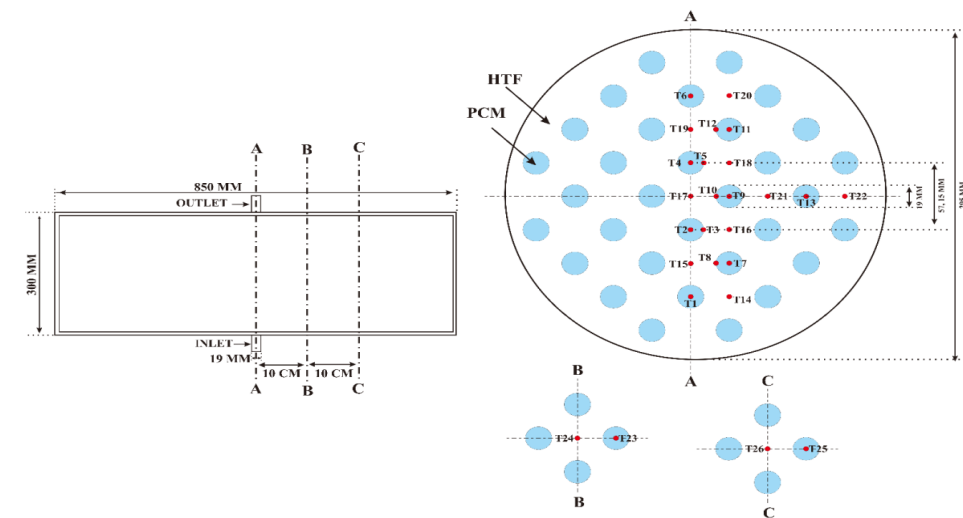 A
B
C
850 MM
OUTLET
300 MM
INLET
19 MM
10 CM
10 CM
A
B
C
A
HTF
PCM
T6
T20
T19
T12
T11
T4
T5
T18
T17
T10
T9
T21
T13
T22
T2
T3
T16
T15
T8
T7
T1
T14
19 MM
57,15 MM
A
B
T24
T23
B
C
T26
T25
C